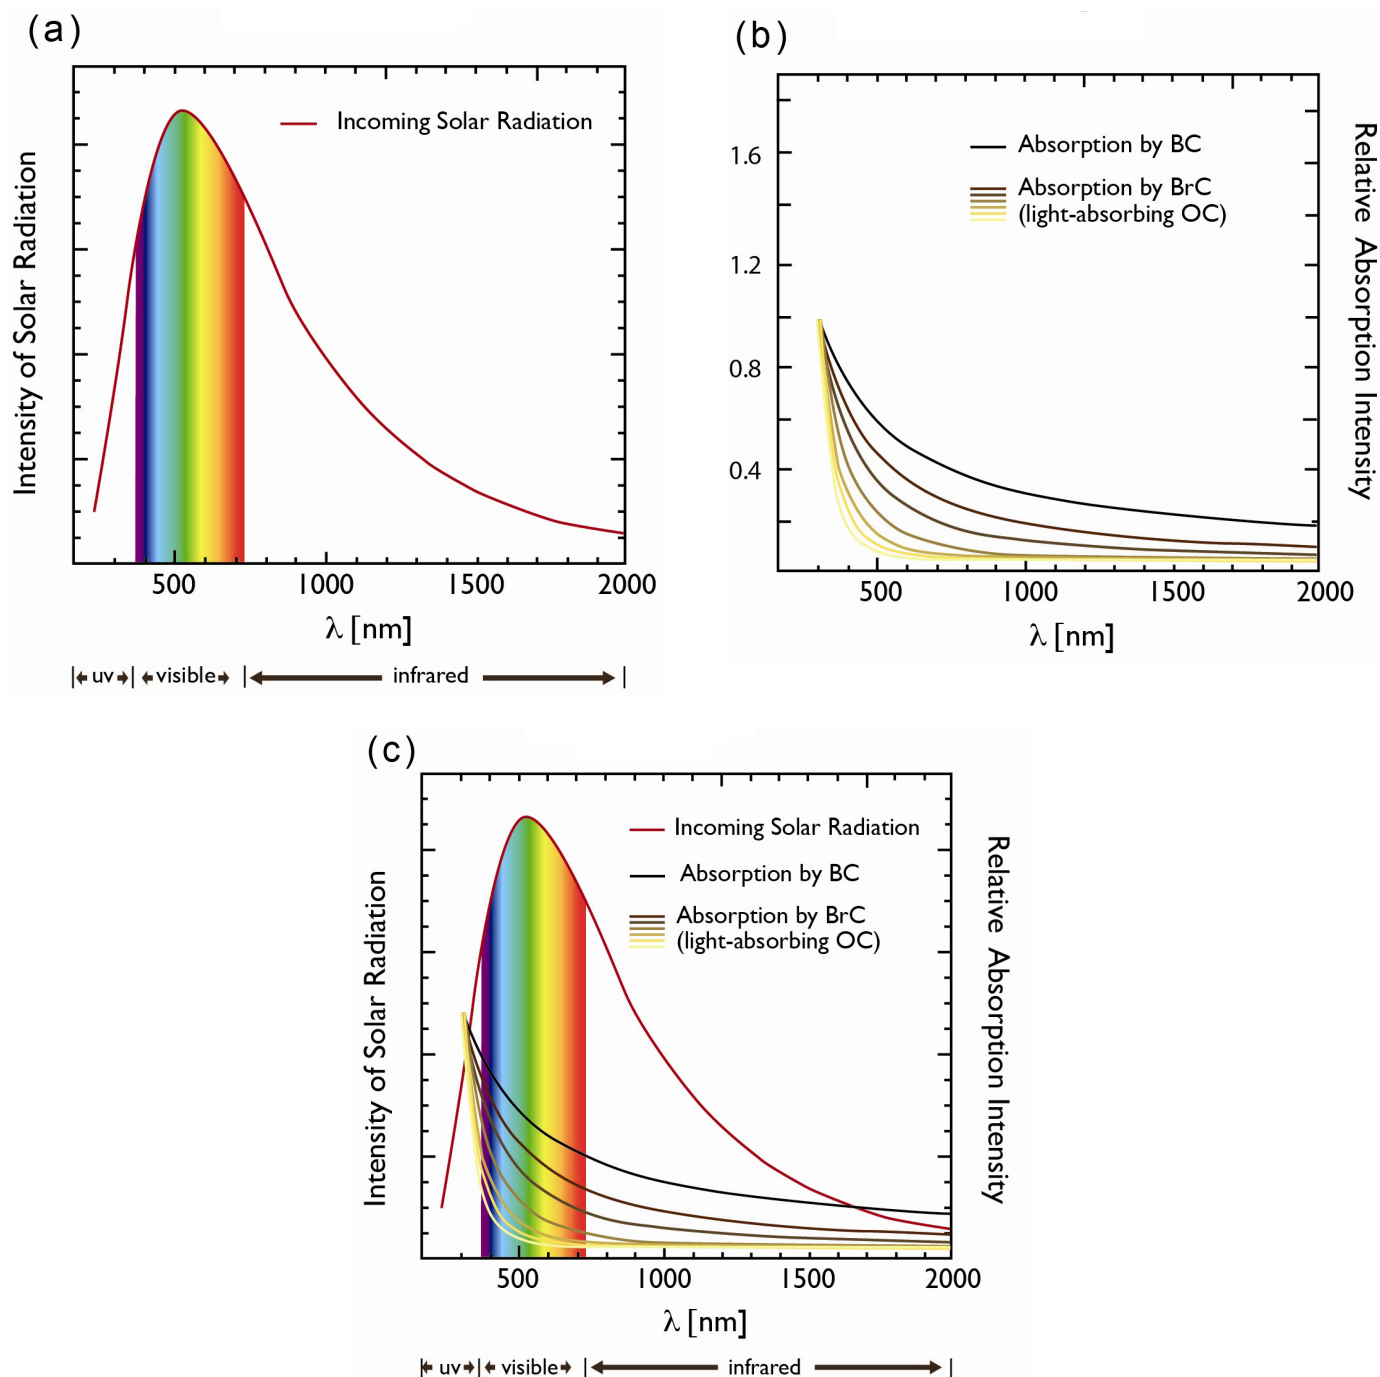 (a)
Intensity of Solar Radiation
Incoming Solar Radiation
500
1000
1500
2000
λ [nm]
uv
visible
infrared
(b)
1.6
1.2
0.8
0.4
Absorption by BC
Absorption by BrC
(light-absorbing OC)
Relative Absorption Intensity
500
1000
1500
2000
λ [nm]
(c)
Intensity of Solar Radiation
Incoming Solar Radiation
Absorption by BC
Absorption by BrC
(light-absorbing OC)
Relative Absorption Intensity
500
1000
1500
2000
λ [nm]
uv
visible
infrared